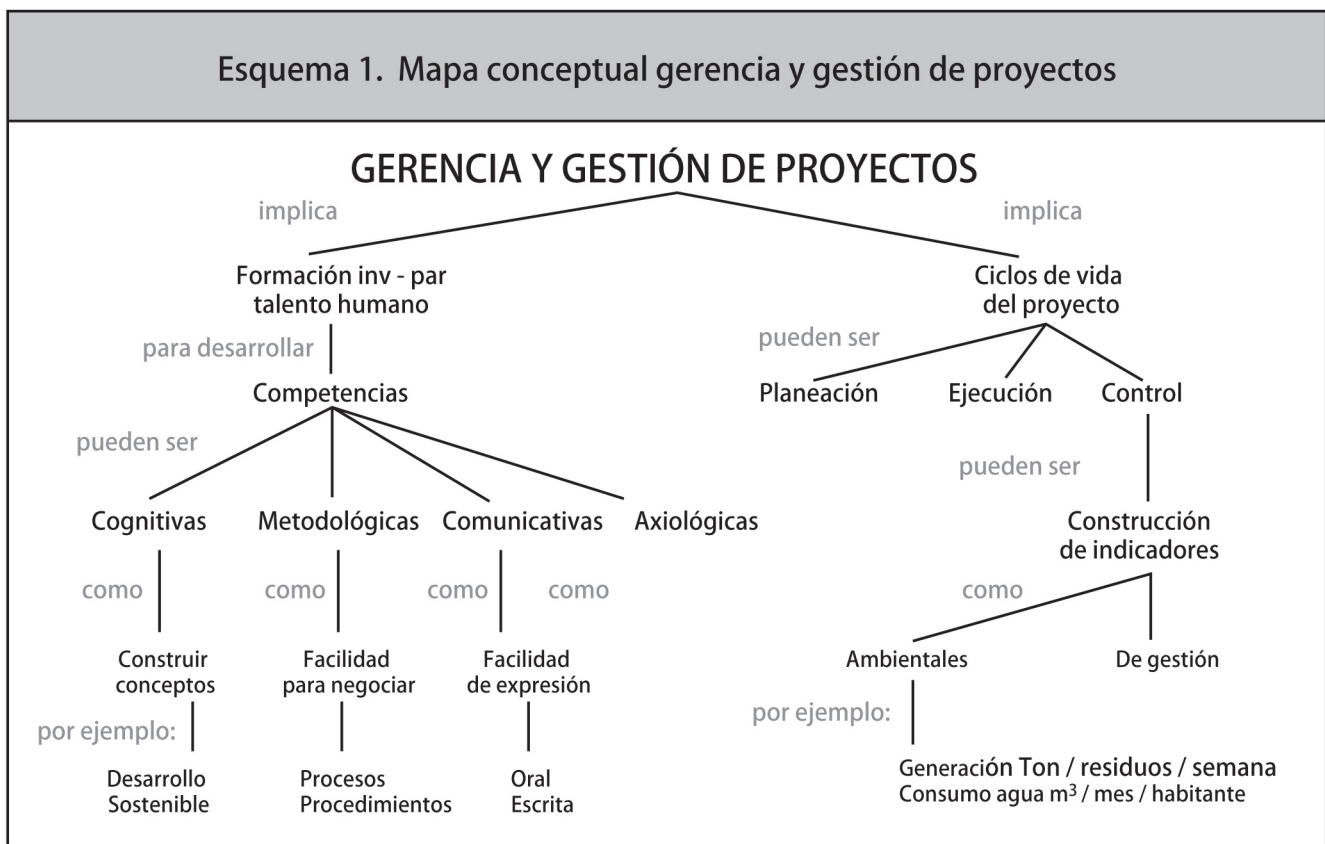 Esquema 1. Mapa conceptual gerencia y gestión de proyectos
GERENCIA Y GESTIÓN DE PROYECTOS
implica
implica
Formación inv - par
talento humano
Ciclos de vida
del proyecto
para desarrollar
pueden ser
Competencias
Planeación
Ejecución
Control
pueden ser
pueden ser
Cognitivas
Metodológicas
Comunicativas
Axiológicas
Construcción
de indicadores
como
como
como
como
como
Construir
conceptos
Facilidad
para negociar
Facilidad
de expresión
Ambientales
De gestión
por ejemplo:
por ejemplo:
Desarrollo
Sostenible
Procesos
Procedimientos
Oral
Escrita
Generación Ton / residuos / semana
Consumo agua m³ / mes / habitante